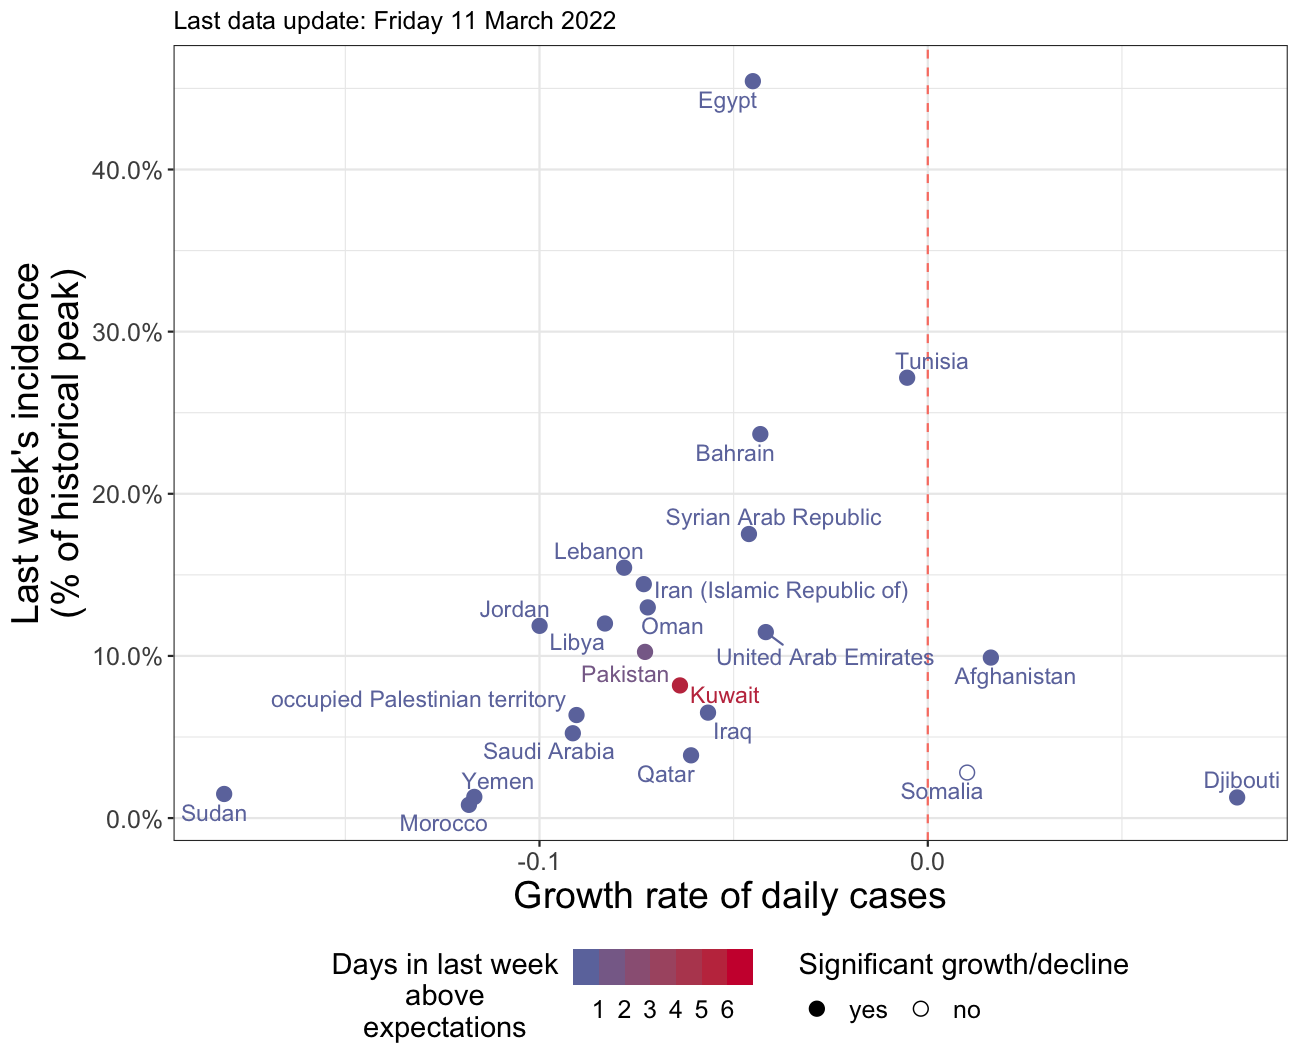 Last data update: Friday 11 March 2022
Last week's incidence
(% of historical peak)
40.0%
30.0%
20.0%
10.0%
0.0%
Egypt
Tunisia
Bahrain
Syrian Arab Republic
Lebanon
Iran (Islamic Republic of)
Jordan
Oman
Libya
United Arab Emirates
Pakistan
Afghanistan
Kuwait
occupied Palestinian territory
Iraq
Saudi Arabia
Qatar
Yemen
Djibouti
Somalia
Sudan
Morocco
-0.1
0.0
Growth rate of daily cases
Days in last week
above
expectations
1 2 3 4 5 6
Significant growth/decline
yes
no